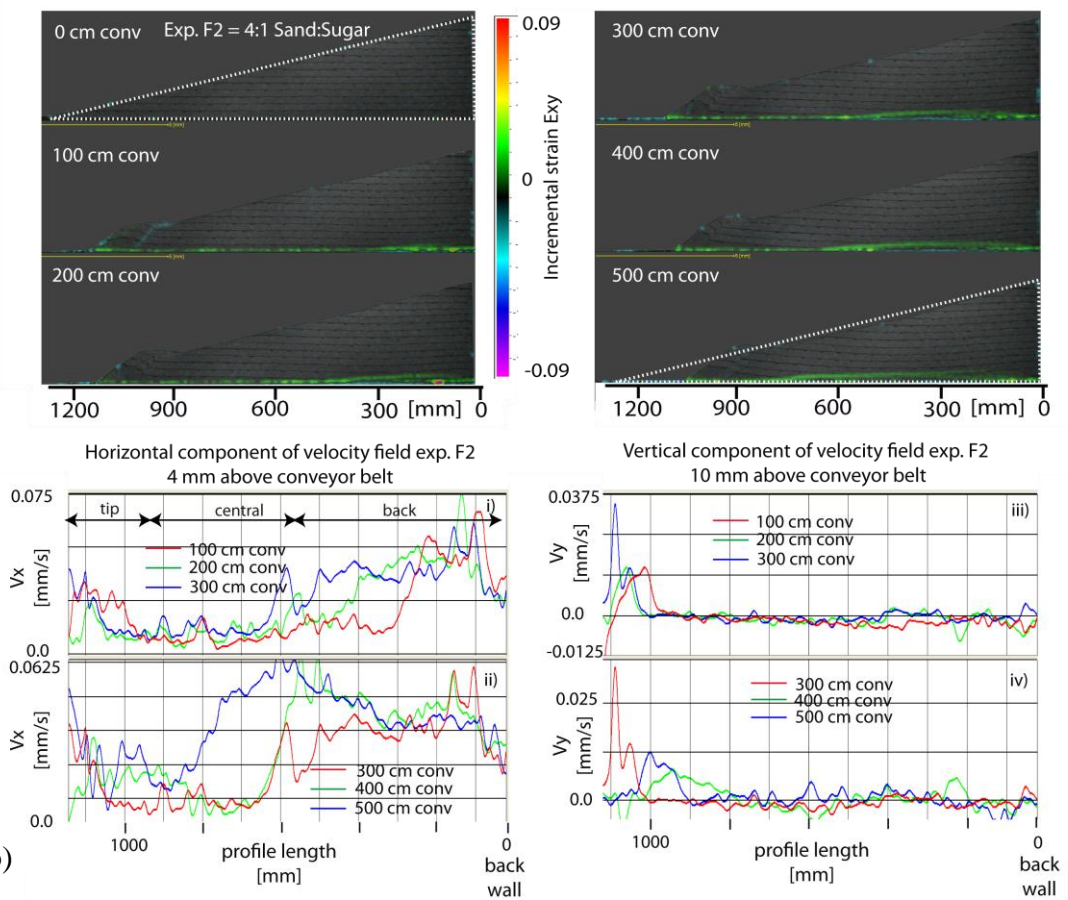 0 cm conv
Exp. F2 = 4:1 Sand:Sugar
100 cm conv
200 cm conv
1200 900 600 300 [mm] 0
0.09
0
-0.09
Incremental strain Exy
300 cm conv
400 cm conv
500 cm conv
1200 900 600 300 [mm] 0
Horizontal component of velocity field exp. F2
4 mm above conveyor belt
0.075
Vx
[mm/s]
0.0
tip central back i)
100 cm conv
200 cm conv
300 cm conv
0.0625
Vx
[mm/s]
0.0
ii)
300 cm conv
400 cm conv
500 cm conv
1000 profile length 0
[mm] back
wall
Vertical component of velocity field exp. F2
10 mm above conveyor belt
0.0375
Vy
[mm/s]
0.0
-0.0125
iii)
100 cm conv
200 cm conv
300 cm conv
0.025
Vy
[mm/s]
0.0
iv)
300 cm conv
400 cm conv
500 cm conv
1000 profile length 0
[mm] back
wall